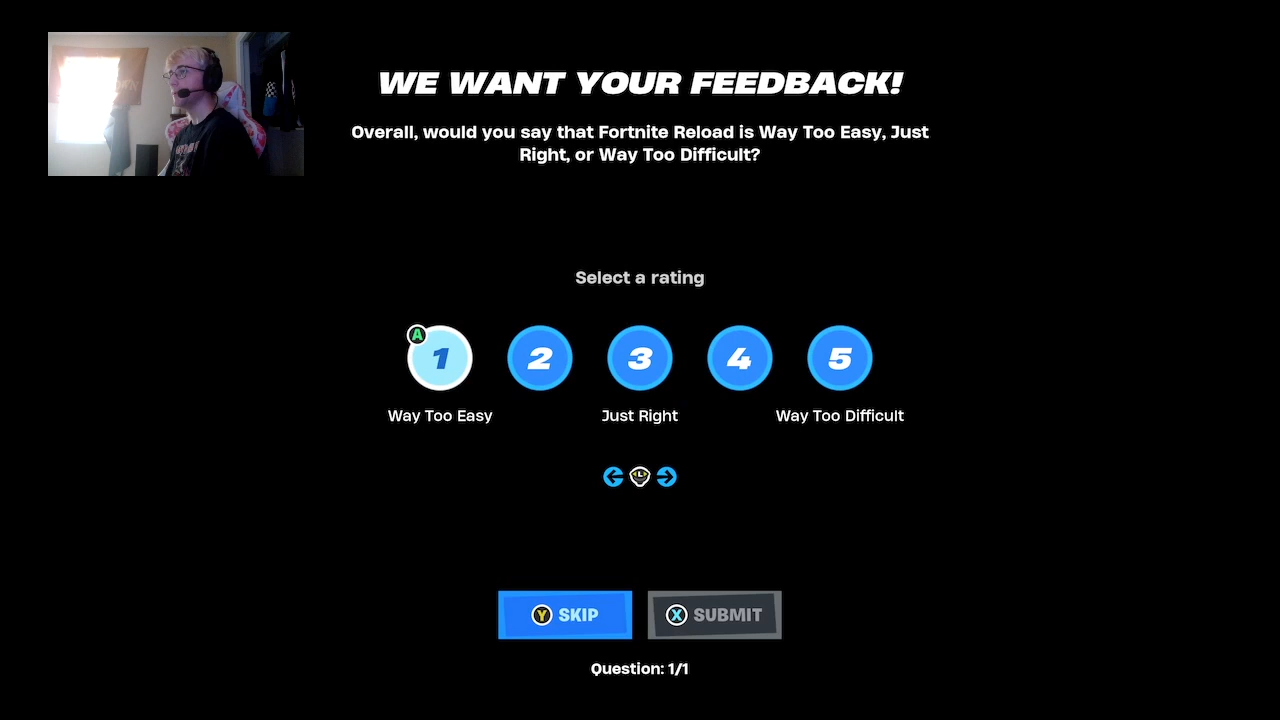 WE WANT YOUR FEEDBACK!
Overall, would you say that Fortnite Reload is Way Too Easy, Just
Right, or Way Too Difficult?
Select a rating
A
1 2 3 4 5
Way Too Easy Just Right Way Too Difficult
L
Y SKIP X SUBMIT
Question: 1/1